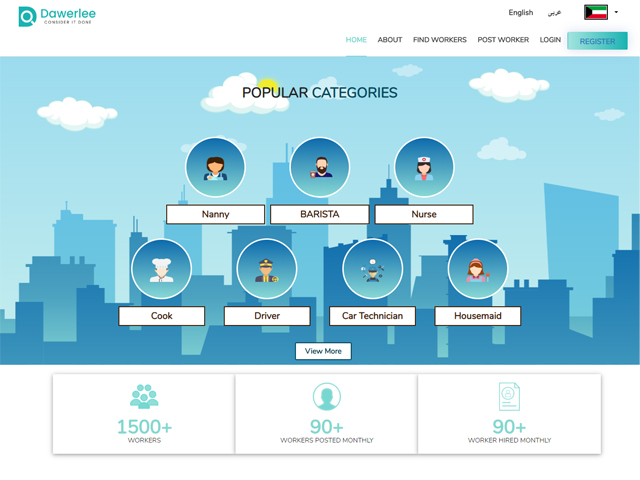 Dawerlee
CONSIDER IT DONE
English
عربي
HOME
ABOUT
FIND WORKERS
POST WORKER
LOGIN
REGISTER
POPULAR CATEGORIES
Nanny
BARISTA
Nurse
Cook
Driver
Car Technician
Housemaid
View More
1500+
90+
90+
WORKERS
WORKERS POSTED MONTHLY
WORKER HIRED MONTHLY